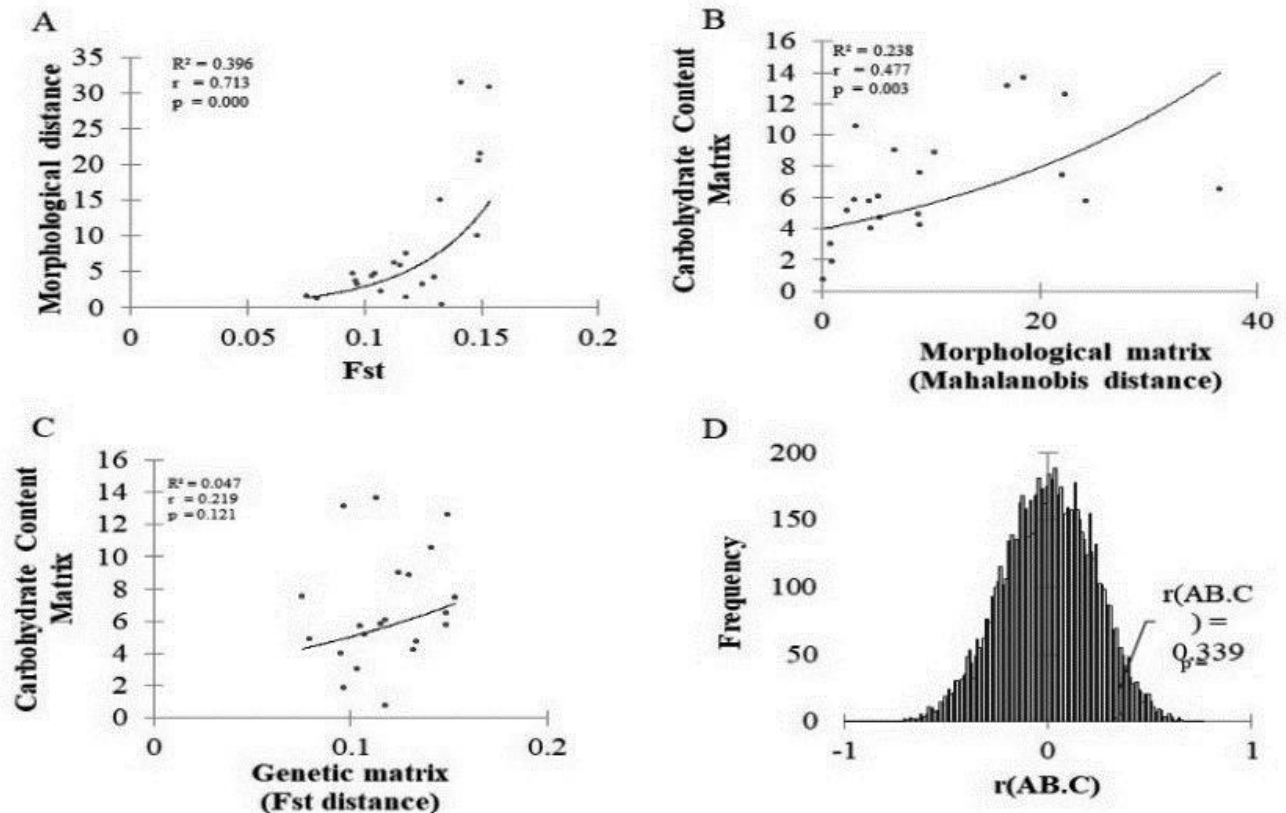 A
Morphological distance
35
30
25
20
15
10
5
0
R² = 0.396
r = 0.713
p = 0.000
0
0.05
0.1
0.15
0.2
Fst
B
Carbohydrate Content
Matrix
16
14
12
10
8
6
4
2
0
R² = 0.238
r = 0.477
p = 0.003
0
20
40
Morphological matrix
(Mahalanobis distance)
C
Carbohydrate Content
Matrix
16
14
12
10
8
6
4
2
0
R² = 0.047
r = 0.219
p = 0.121
0
0.1
0.2
Genetic matrix
(Fst distance)
D
Frequency
200
150
100
50
0
r(AB.C
) =
0.339
p =
-1
0
1
r(AB.C)